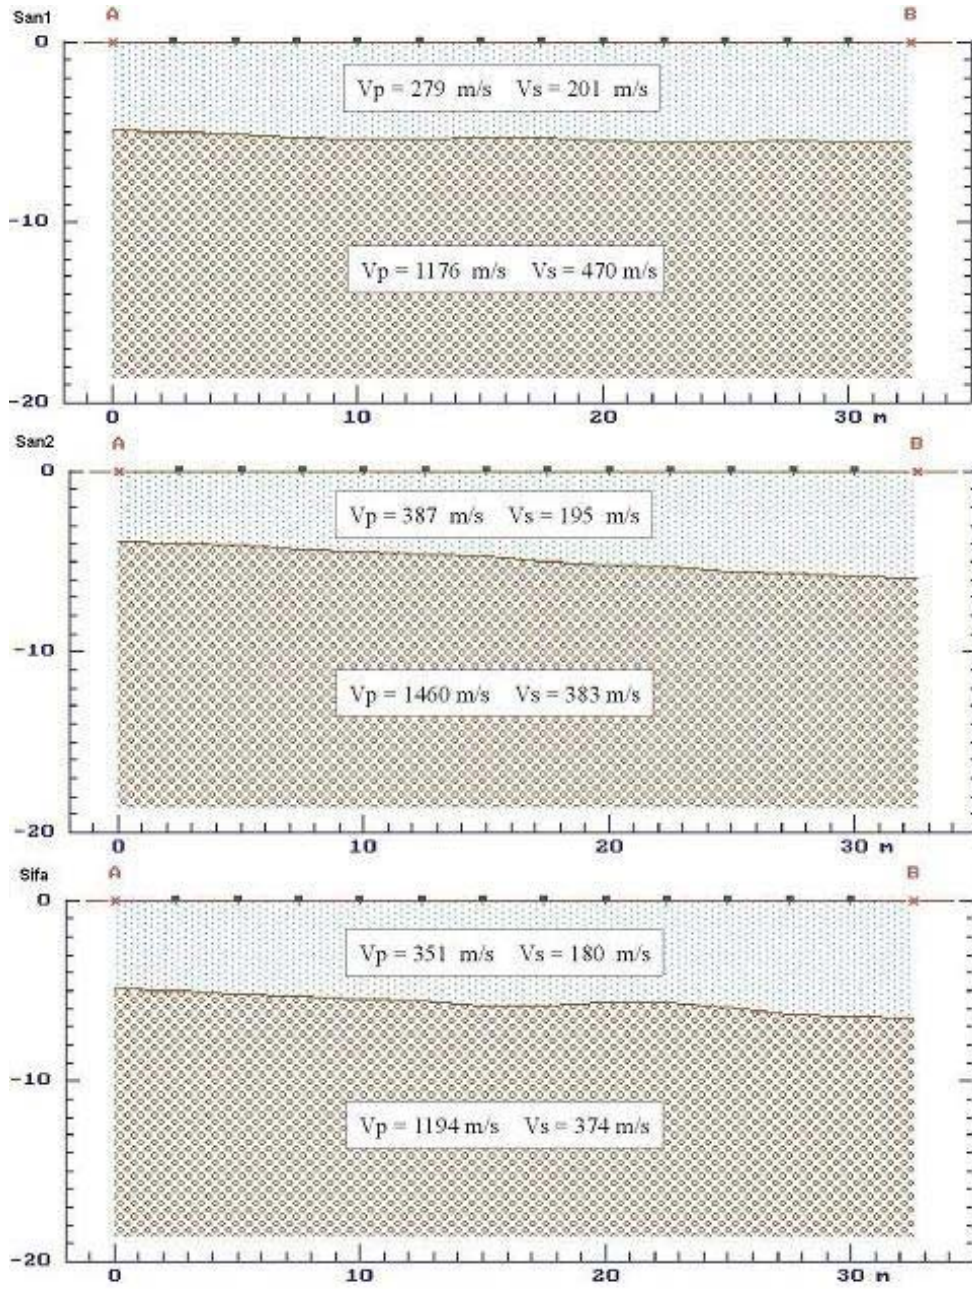 San1
A B
0
Vp = 279 m/s Vs = 201 m/s
-10
Vp = 1176 m/s Vs = 470 m/s
-20
0 10 20 30 m
San2
A B
0
Vp = 387 m/s Vs = 195 m/s
-10
Vp = 1460 m/s Vs = 383 m/s
-20
0 10 20 30 m
Sifa
A B
0
Vp = 351 m/s Vs = 180 m/s
-10
Vp = 1194 m/s Vs = 374 m/s
-20
0 10 20 30 m